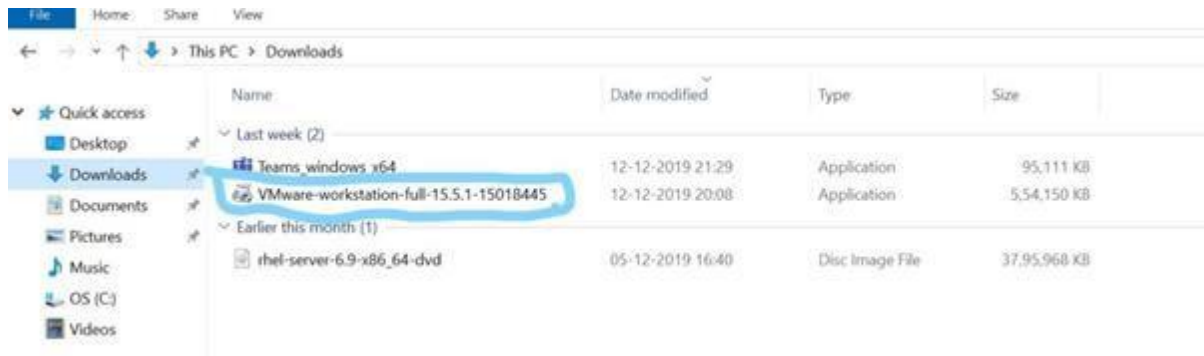 File Home Share View
This PC > Downloads
Name Date modified Type Size
Quick access
Last week (2)
Desktop
Teams_windows_x64 12-12-2019 21:29 Application 95,111 KB
Downloads
VMware-workstation-full-15.5.1-15018445 12-12-2019 20:08 Application 5,54,150 KB
Documents
Earlier this month (1)
Pictures
rhel-server-6.9-x86_64-dvd 05-12-2019 16:40 Disc Image File 37,95,968 KB
Music
OS (C:)
Videos